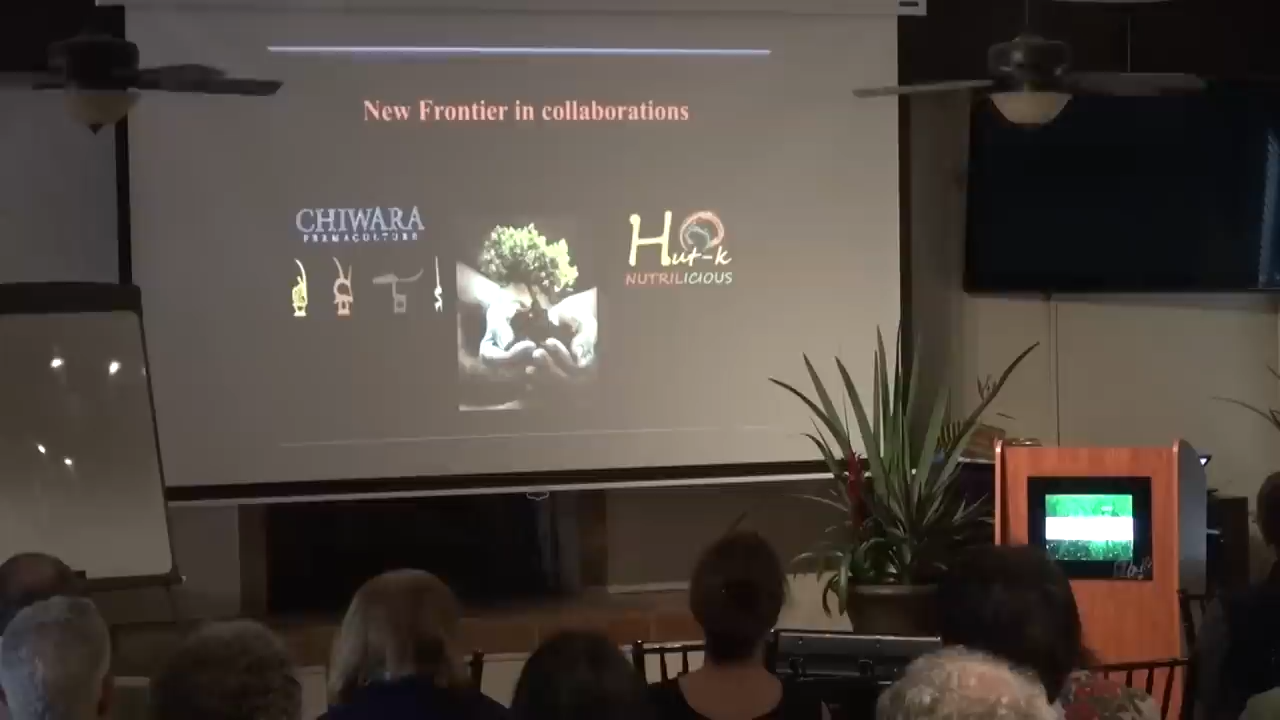 New Frontier in collaborations
CHIWARA
PERMACULTURE
Hut-k
NUTRILICIOUS